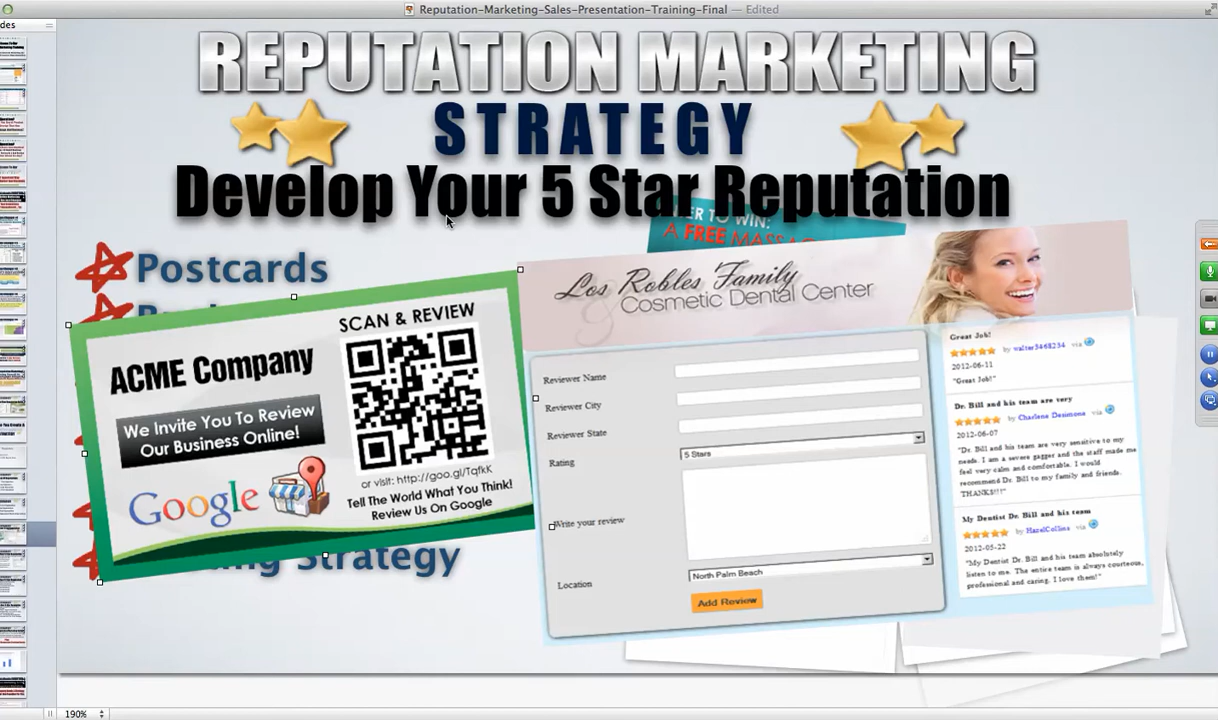 Reputation-Marketing-Sales-Presentation-Training-Final — Edited
des
REPUTATION MARKETING
STRATEGY
Develop Your 5 Star Reputation
ER TO WIN:
A FREE
Postcards
Los Robles Family
Cosmetic Dental Center
ACME Company
SCAN & REVIEW
We Invite You To Review
Our Business Online!
Google
or visit: http://goo.gl/TqfkK
Tell The World What You Think!
Review Us On Google
Strategy
Reviewer Name
Reviewer City
Reviewer State
Rating
5 Stars
Write your review
Location
North Palm Beach
Add Review
Great Job!
by walter3468234 via
2012-06-11
"Great Job!"
Dr. Bill and his team are very
by Charlene Desimone via
2012-06-07
"Dr. Bill and his team are very sensitive to my
needs. I am a severe gagger and the staff made me
feel very calm and comfortable. I would
recommend Dr. Bill to my family and friends.
THANKS!!!"
My Dentist Dr. Bill and his team
by HazelCollins via
2012-05-22
"My Dentist Dr. Bill and his team absolutely
listen to me. The entire team is always courteous,
professional and caring. I love them!"
190%